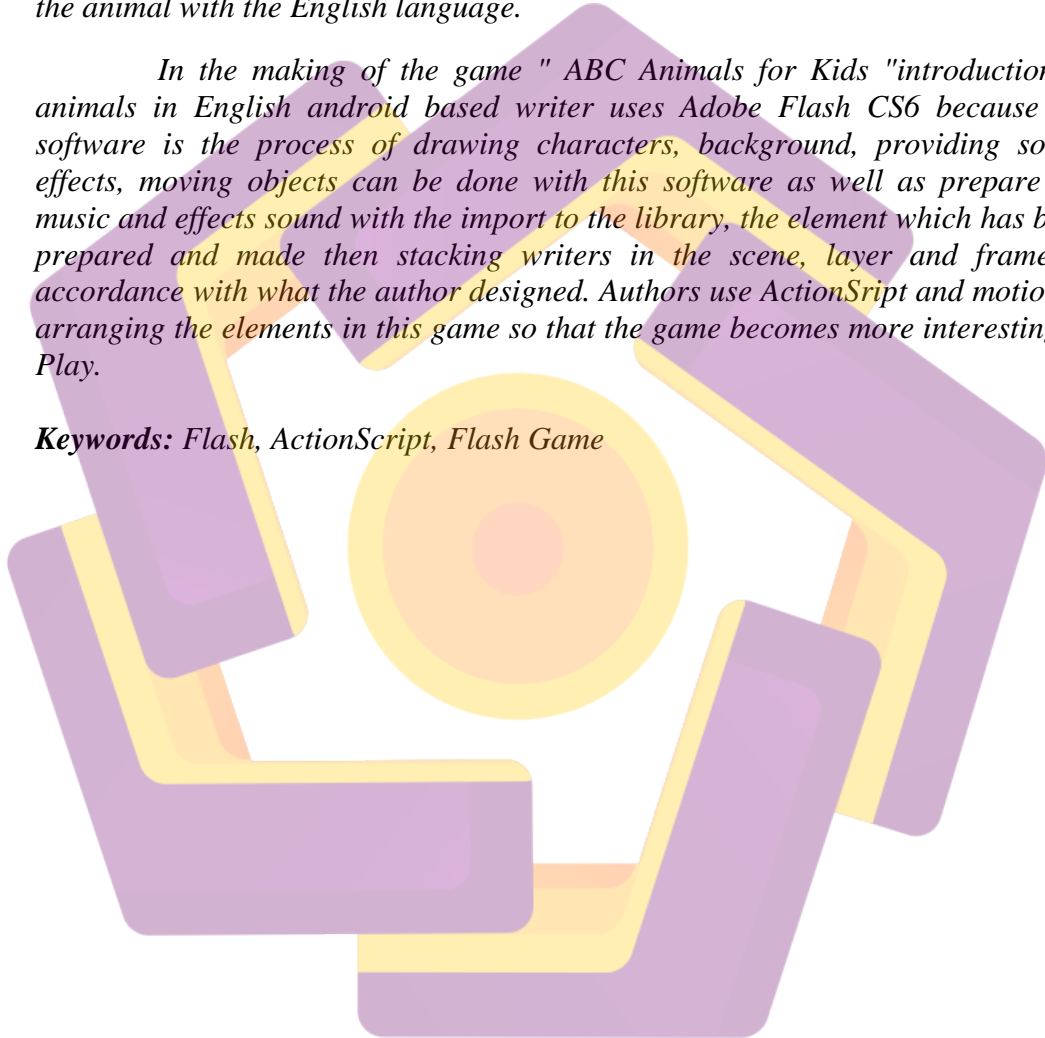 the animal with the English language.
In the making of the game " ABC Animals for Kids "introduction
animals in English android based writer uses Adobe Flash CS6 because
software is the process of drawing characters, background, providing so
effects, moving objects can be done with this software as well as prepare
music and effects sound with the import to the library, the element which has b
prepared and made then stacking writers in the scene, layer and frame
accordance with what the author designed. Authors use ActionSript and motio
arranging the elements in this game so that the game becomes more interesting
Play.
Keywords: Flash, ActionScript, Flash Game